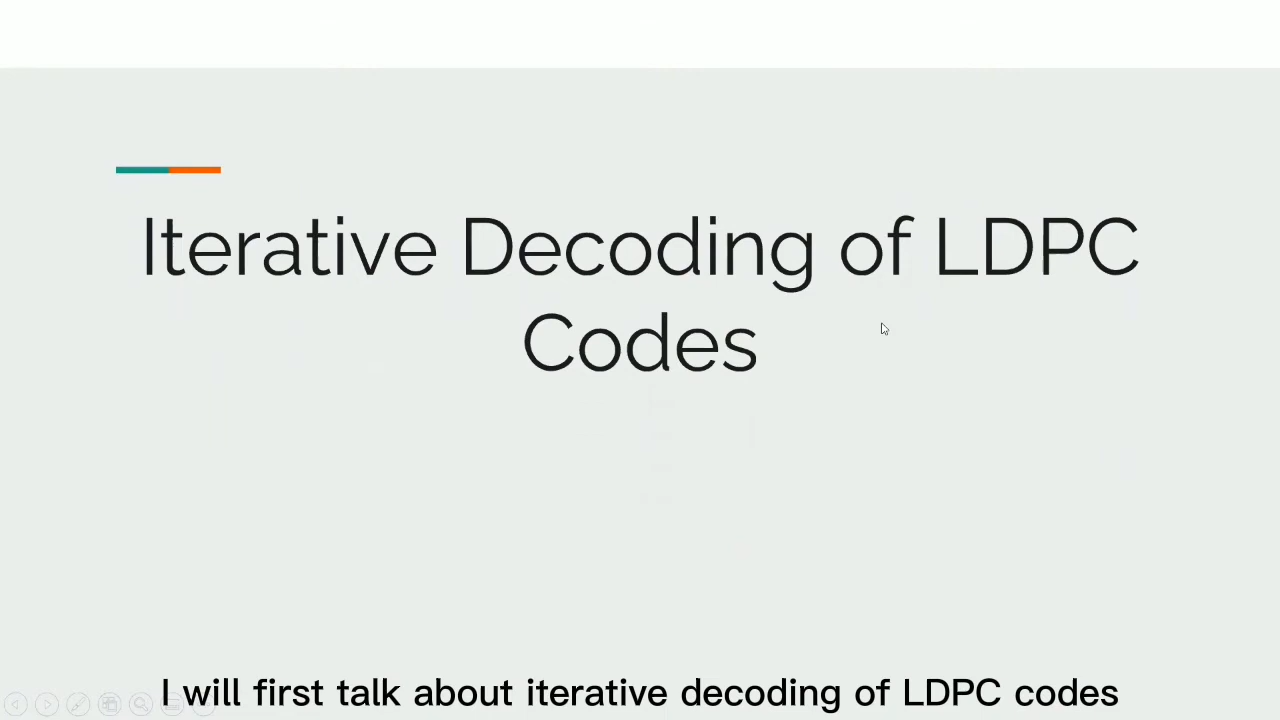 Iterative Decoding of LDPC
Codes
I will first talk about iterative decoding of LDPC codes